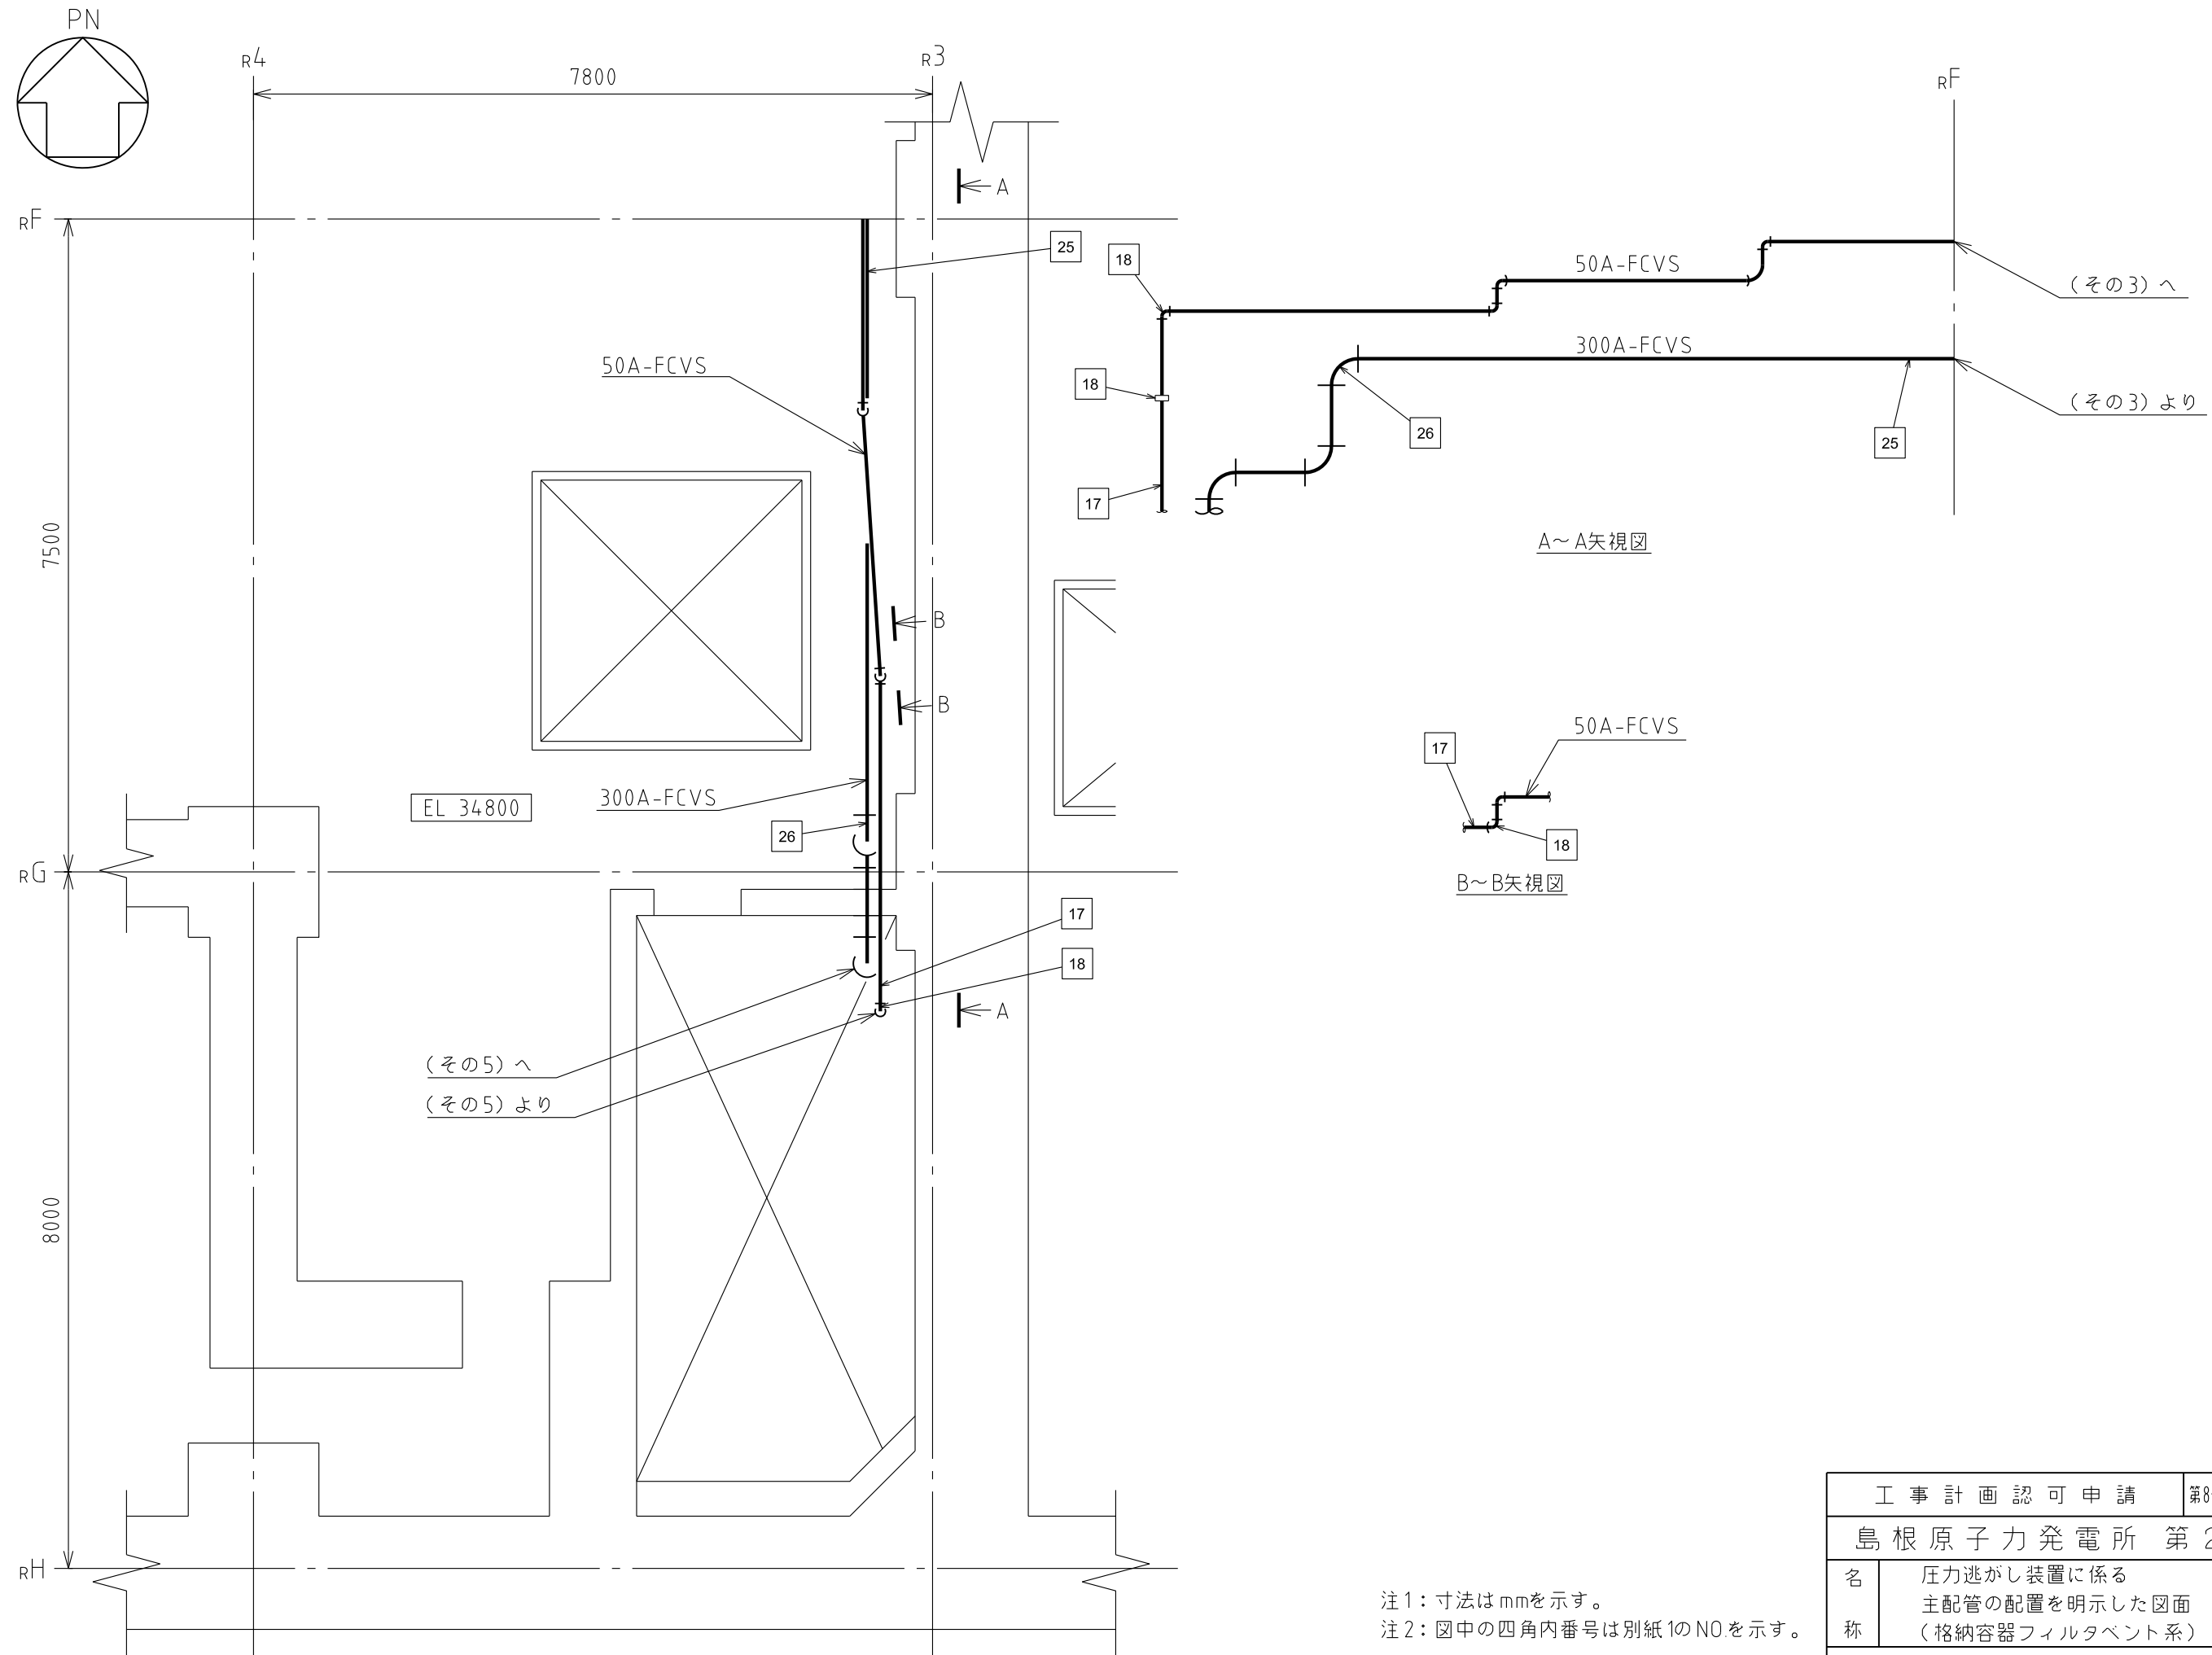 PN
R4
7800
R3
RF
A
RF
25
18
50A-FCVS
(その3)へ
300A-FCVS
50A-FCVS
18
(その3)より
26
25
17
7500
A～A矢視図
B
B
50A-FCVS
17
300A-FCVS
EL 34800
26
18
RG
B～B矢視図
17
18
A
(その5)へ
(その5)より
8000
工事計画認可申請
第8
島根原子力発電所 第2
RH
名称
圧力逃がし装置に係る
主配管の配置を明示した図面
(格納容器フィルタベント系)
注1：寸法はmmを示す。
注2：図中の四角内番号は別紙1のNO.を示す。